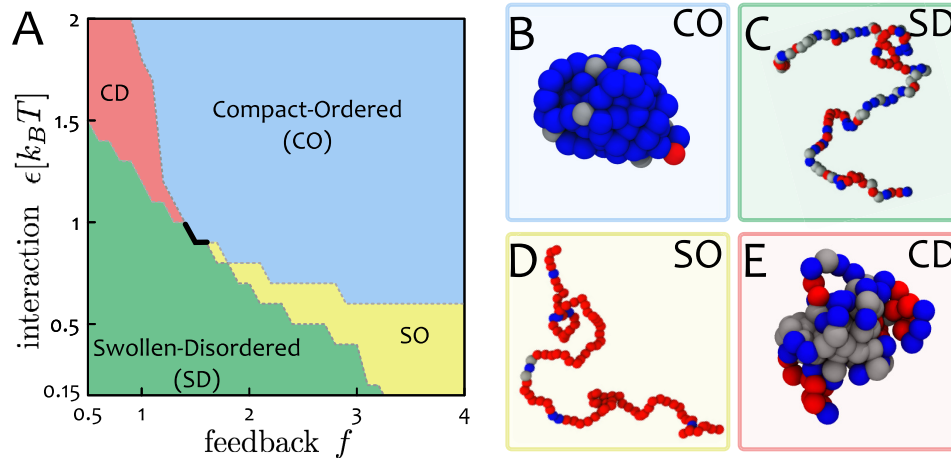 A
2
1.5
1
0.5
0.15
interaction ϵ[k_BT]
CD
Compact-Ordered
(CO)
SO
Swollen-Disordered
(SD)
0.5
1
2
3
4
feedback f
B
CO
C
SD
D
SO
E
CD